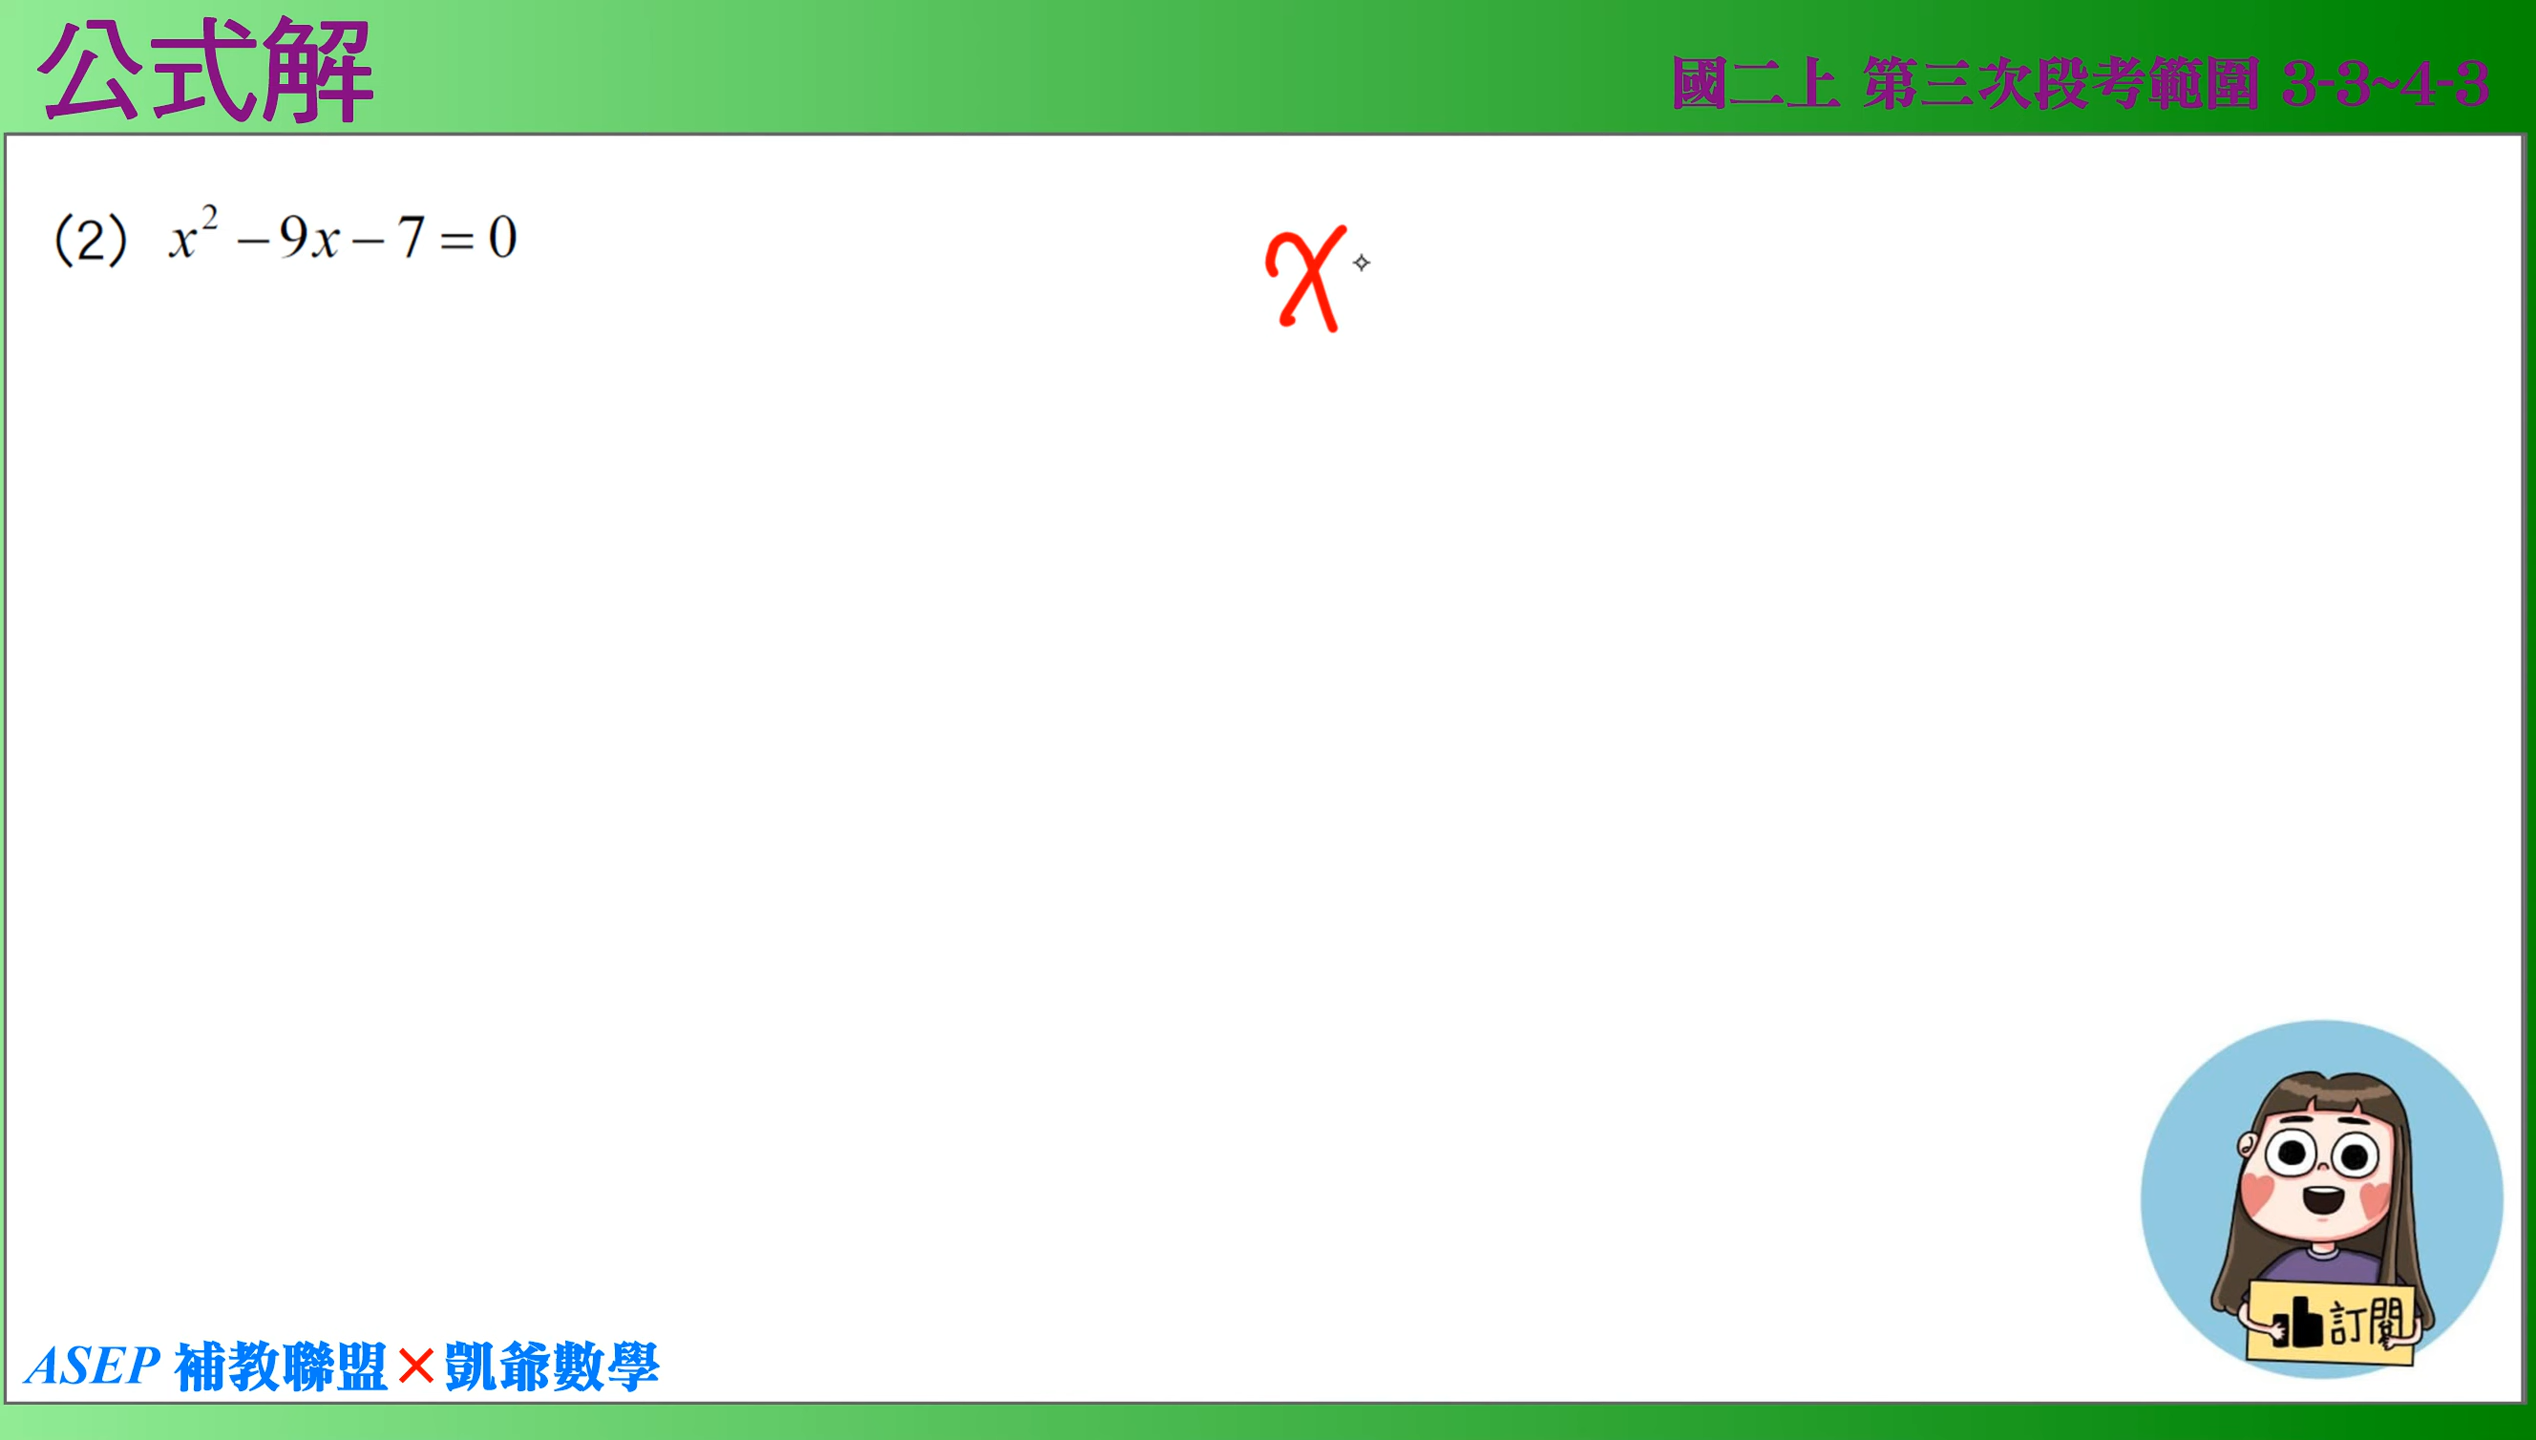 公式解
國二上 第三次段考範圍 3-3~4-3
(2) x² − 9x − 7 = 0
x
訂閱
ASEP 補教聯盟×凱爺數學